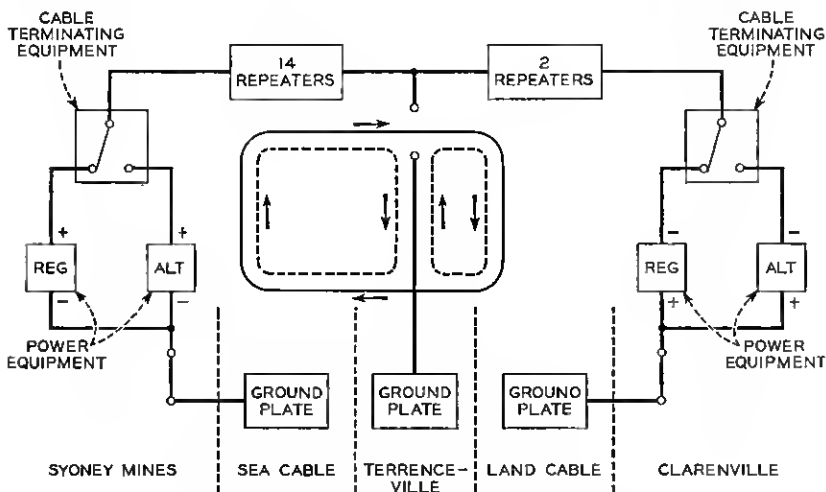 CABLE
TERMINATING
EQUIPMENT
14
REPEATERS
2
REPEATERS
CABLE
TERMINATING
EQUIPMENT
+
+
-
-
REG
ALT
REG
ALT
-
-
+
+
POWER
EQUIPMENT
POWER
EQUIPMENT
GROUND
PLATE
GROUND
PLATE
GROUNO
PLATE
SYONEY MINES
SEA CABLE
TERRENCE-
VILLE
LAND CABLE
CLARENVILLE